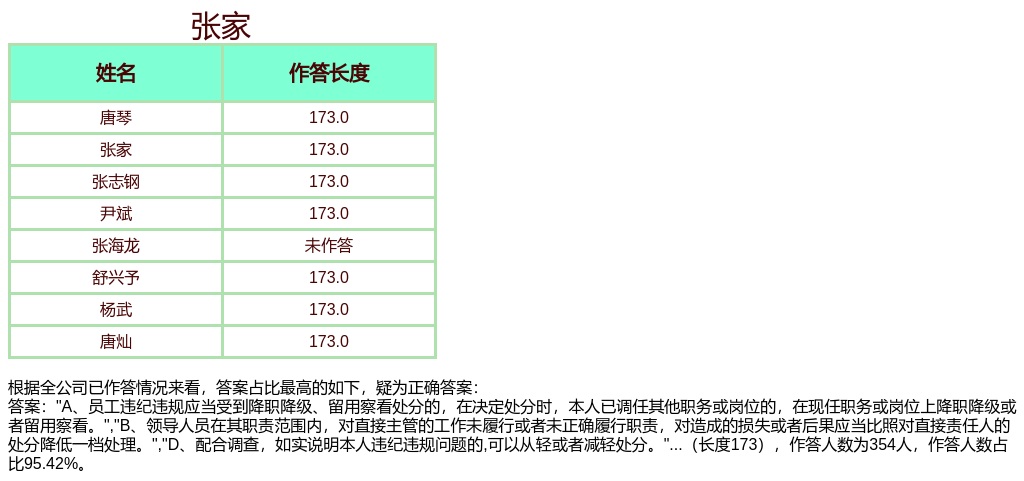 张家
姓名 作答长度
唐琴 173.0
张家 173.0
张志钢 173.0
尹斌 173.0
张海龙 未作答
舒兴予 173.0
杨武 173.0
唐灿 173.0
根据全公司已作答情况来看，答案占比最高的如下，疑为正确答案：
答案："A、员工违纪违规应当受到降职降级、留用察看处分的，在决定处分时，本人已调任其他职务或岗位的，在现任职务或岗位上降职降级或
者留用察看。","B、领导人员在其职责范围内，对直接主管的工作未履行或者未正确履行职责，对造成的损失或者后果应当比照对直接责任人的
处分降低一档处理。","D、配合调查，如实说明本人违纪违规问题的,可以从轻或者减轻处分。"...（长度173），作答人数为354人，作答人数占
比95.42%。